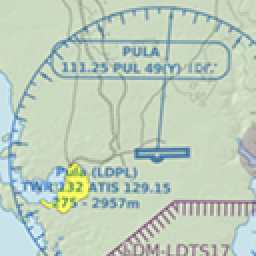 PULA
111.25 PUL 49(Y)
Pula (LDPL)
TWR 132 ATIS 129.15
275 - 2957m
LDM-LDTS17